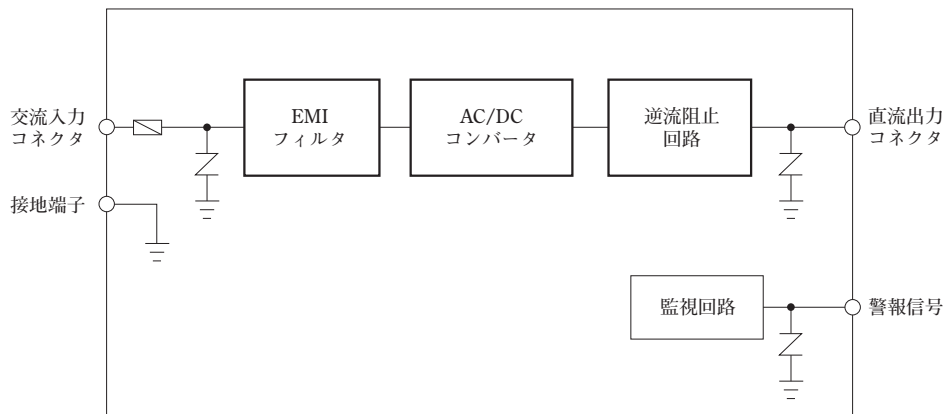 交流入力
コネクタ
EMI
フィルタ
AC/DC
コンバータ
逆流阻止
回路
直流出力
コネクタ
接地端子
監視回路
警報信号